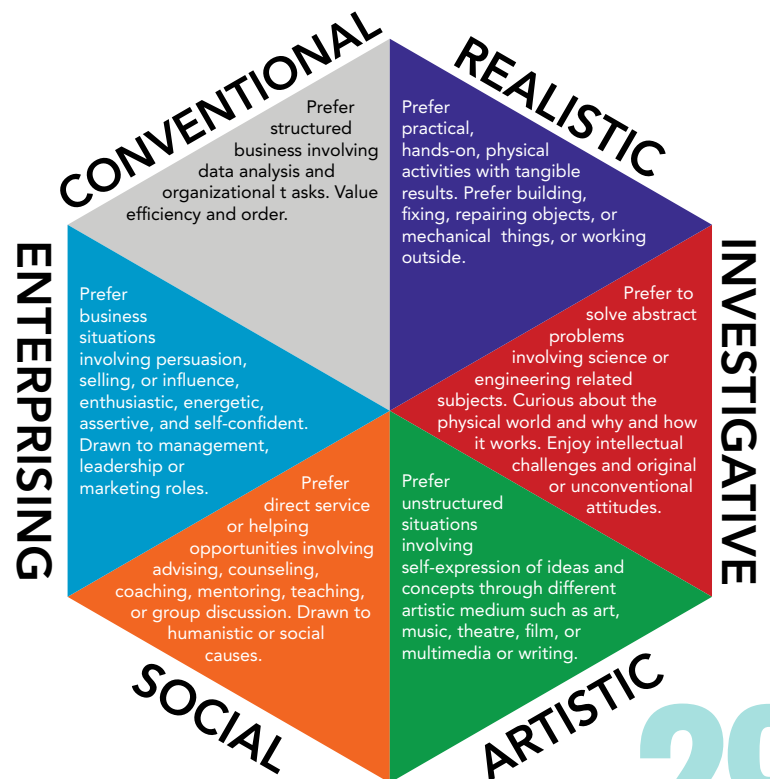 CONVENTIONAL
Prefer
structured
business involving
data analysis and
organizational t asks. Value
efficiency and order.
REALISTIC
Prefer
practical,
hands-on, physical
activities with tangible
results. Prefer building,
fixing, repairing objects, or
mechanical things, or working
outside.
INVESTIGATIVE
Prefer to
solve abstract
problems
involving science or
engineering related
subjects. Curious about the
physical world and why and how
it works. Enjoy intellectual
challenges and original
or unconventional
attitudes.
ARTISTIC
Prefer
unstructured
situations
involving
self-expression of ideas and
concepts through different
artistic medium such as art,
music, theatre, film, or
multimedia or writing.
SOCIAL
Prefer
direct service
or helping
opportunities involving
advising, counseling,
coaching, mentoring, teaching,
or group discussion. Drawn to
humanistic or social
causes.
ENTERPRISING
Prefer
business
situations
involving persuasion,
selling, or influence,
enthusiastic, energetic,
assertive, and self-confident.
Drawn to management,
leadership or
marketing roles.